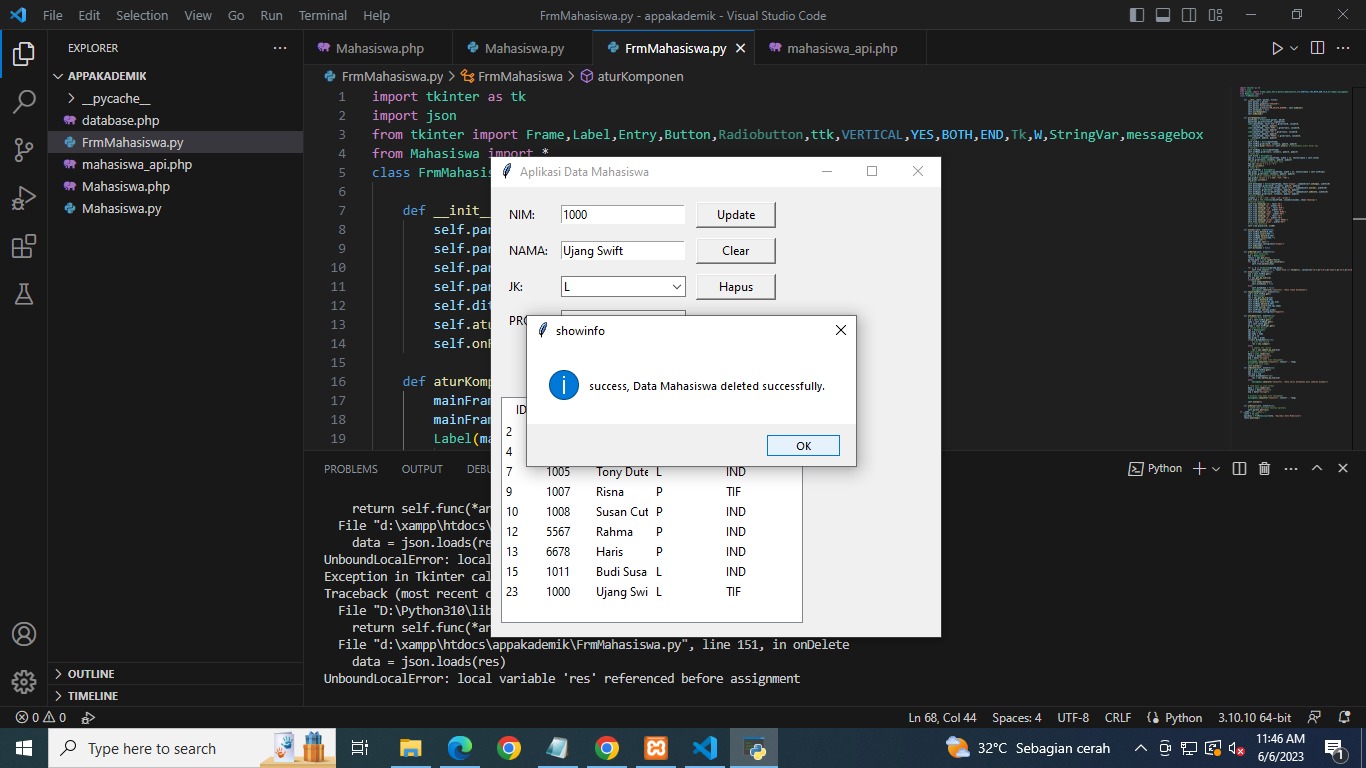 File Edit Selection View Go Run Terminal Help
FrmMahasiswa.py - appakademik - Visual Studio Code
EXPLORER
APPAKADEMIK
__pycache__
database.php
FrmMahasiswa.py
mahasiswa_api.php
Mahasiswa.php
Mahasiswa.py
OUTLINE
TIMELINE
Mahasiswa.php Mahasiswa.py FrmMahasiswa.py mahasiswa_api.php
FrmMahasiswa.py > FrmMahasiswa > aturKomponen
1 import tkinter as tk
2 import json
3 from tkinter import Frame,Label,Entry,Button,Radiobutton,ttk,VERTICAL,YES,BOTH,END,Tk,W,StringVar,messagebox
4 from Mahasiswa import *
5 class FrmMahasis
6
7 def __init__
8 self.par
9 self.par
10 self.par
11 self.par
12 self.dit
13 self.atu
14 self.onR
15
16 def aturKomp
17 mainFram
18 mainFram
19 Label(ma
Aplikasi Data Mahasiswa
NIM: 1000 Update
NAMA: Ujang Swift Clear
JK: L Hapus
PRO
showinfo
success, Data Mahasiswa deleted successfully.
OK
ID
2
4
7 1005 Tony Dute L IND
9 1007 Risna P TIF
10 1008 Susan Cut P IND
12 5567 Rahma P IND
13 6678 Haris P IND
15 1011 Budi Susa L IND
23 1000 Ujang Swi L TIF
PROBLEMS OUTPUT DEBU
Python
return self.func(*ar
File "d:\xampp\htdocs\
data = json.loads(re
UnboundLocalError: local
Exception in Tkinter cal
Traceback (most recent c
File "D:\Python310\lib
return self.func(*ar
File "d:\xampp\htdocs\appakademik\FrmMahasiswa.py", line 151, in onDelete
data = json.loads(res)
UnboundLocalError: local variable 'res' referenced before assignment
0 0 Ln 68, Col 44 Spaces: 4 UTF-8 CRLF Python 3.10.10 64-bit
Type here to search
32°C Sebagian cerah
11:46 AM
6/6/2023
1